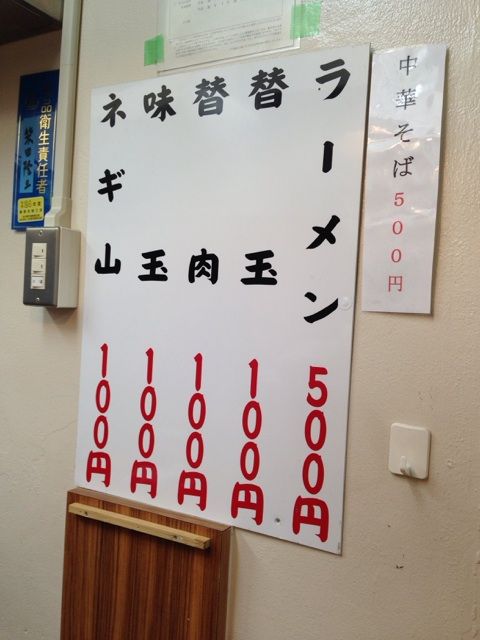 中華そば500円
ラーメン500円
替玉100円
替肉100円
味玉100円
ネギ山100円
品衛生責任者